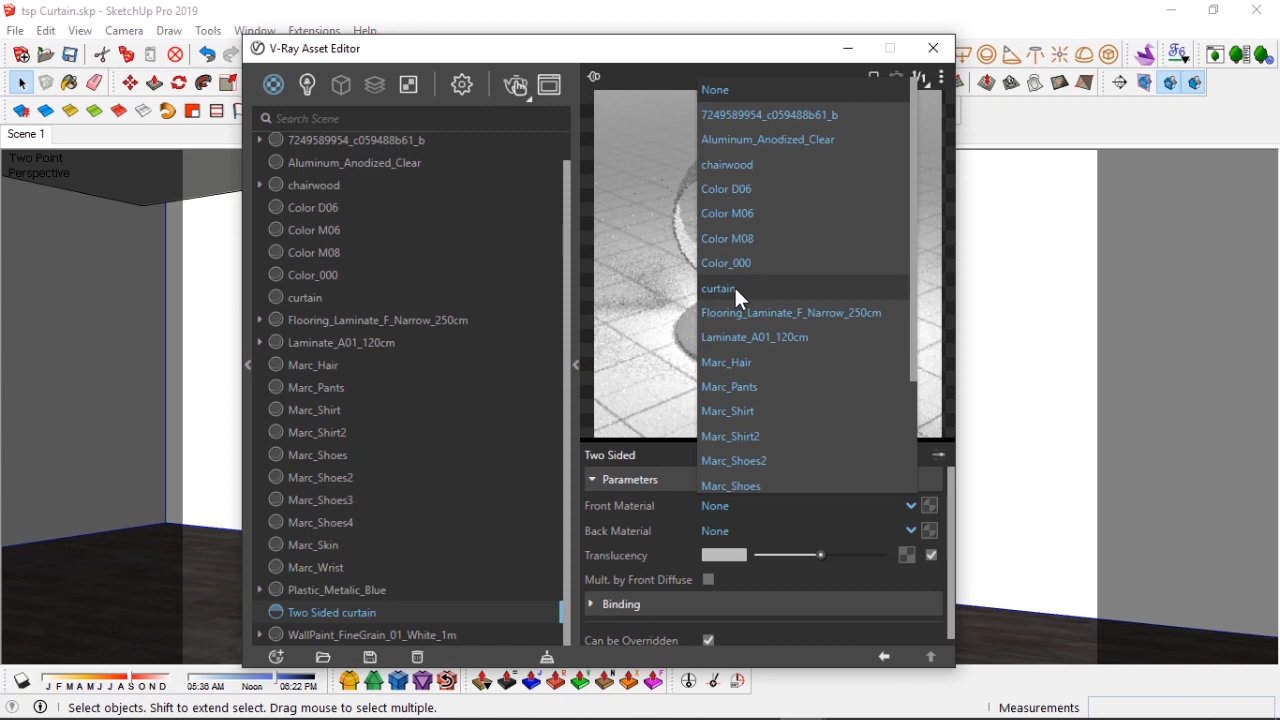 tsp Curtain.skp - SketchUp Pro 2019
File Edit View Camera Draw Tools Window Extensions Help
V-Ray Asset Editor
Scene 1
Two Point
Perspective
Search Scene
7249589954_c059488b61_b
Aluminum_Anodized_Clear
chairwood
Color D06
Color M06
Color M08
Color_000
curtain
Flooring_Laminate_F_Narrow_250cm
Laminate_A01_120cm
Marc_Hair
Marc_Pants
Marc_Shirt
Marc_Shirt2
Marc_Shoes
Marc_Shoes2
Marc_Shoes3
Marc_Shoes4
Marc_Skin
Marc_Wrist
Plastic_Metalic_Blue
Two Sided curtain
WallPaint_FineGrain_01_White_1m
None
7249589954_c059488b61_b
Aluminum_Anodized_Clear
chairwood
Color D06
Color M06
Color M08
Color_000
curtain
Flooring_Laminate_F_Narrow_250cm
Laminate_A01_120cm
Marc_Hair
Marc_Pants
Marc_Shirt
Marc_Shirt2
Marc_Shoes2
Marc_Shoes
Two Sided
Parameters
Front Material None
Back Material None
Translucency
Mult. by Front Diffuse
Binding
Can be Overridden
J F M A M J J A S O N D
05:36 AM Noon 06:22 PM
Select objects. Shift to extend select. Drag mouse to select multiple.
Measurements